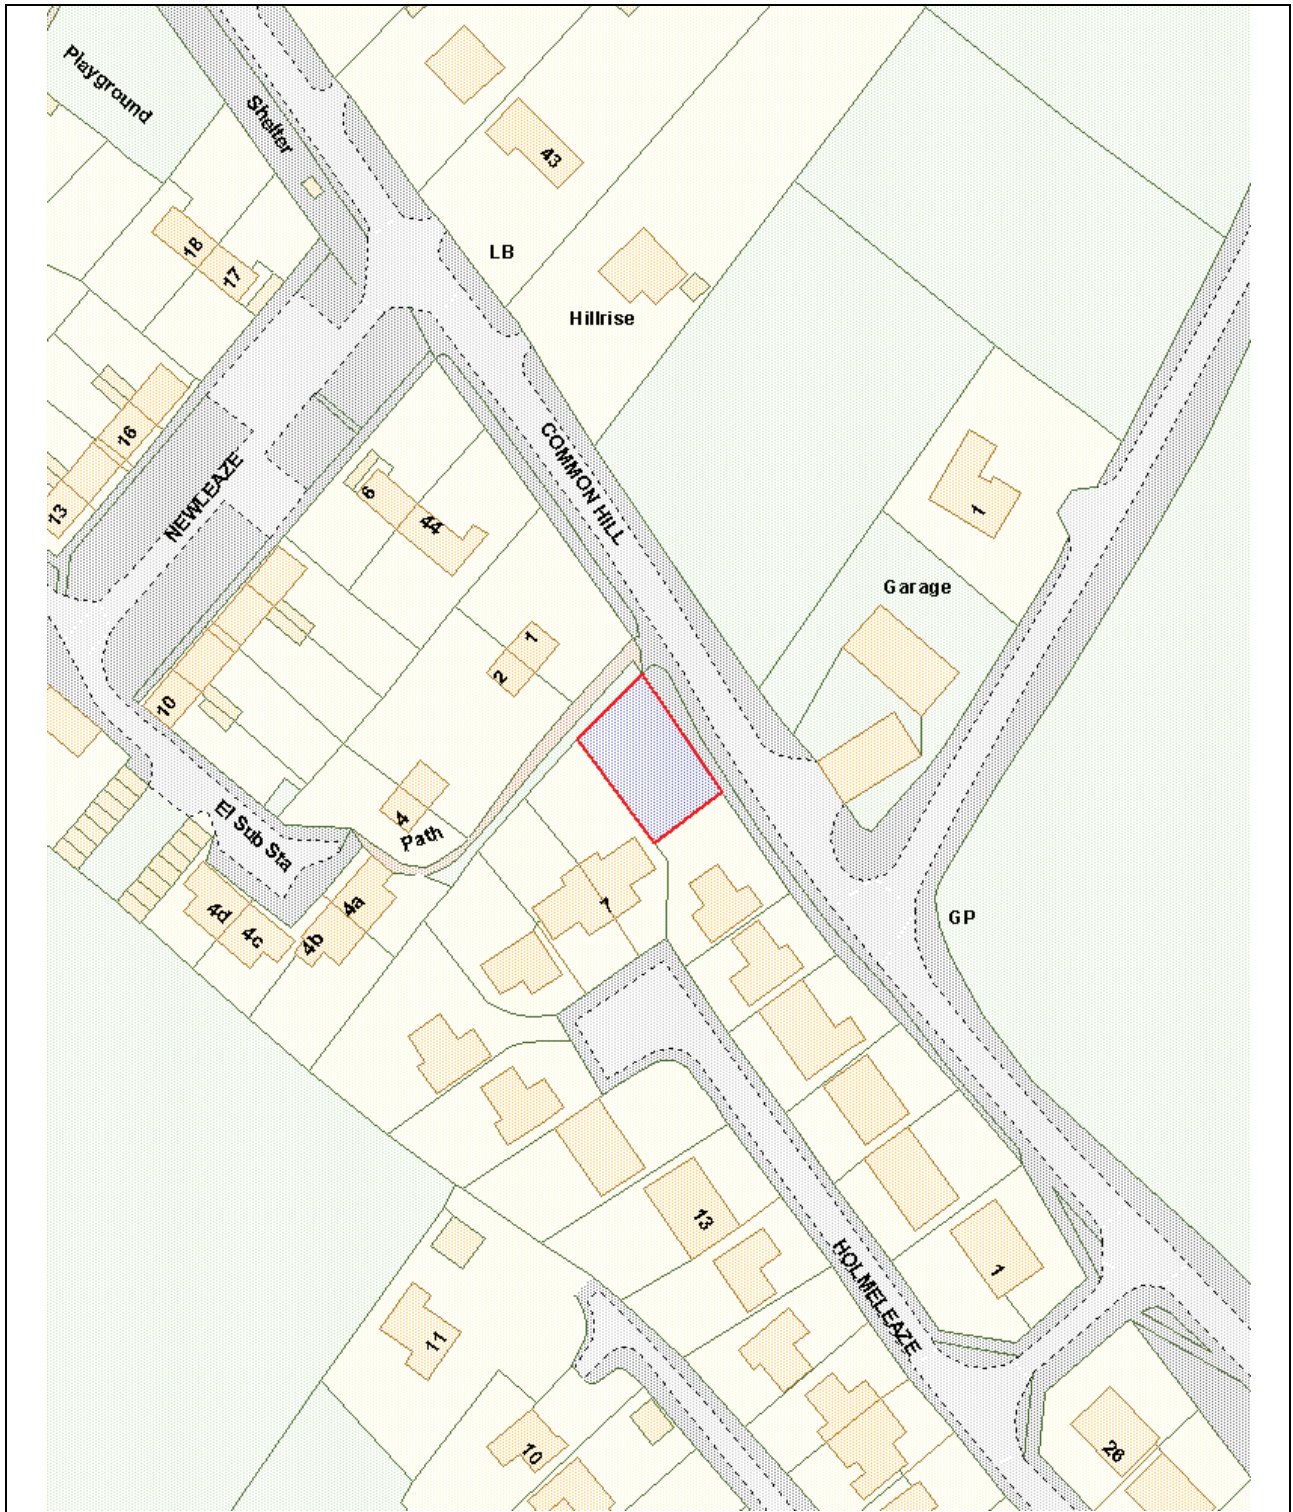 Playground
Shelter
43
18
17
LB
Hillrise
16
13
NEWLEAZE
6
44
COMMON HILL
1
Garage
1
2
10
4
Path
El Sub Sta
4d
4c
4b
4a
7
GP
13
1
HOLMELEAZE
11
10
26